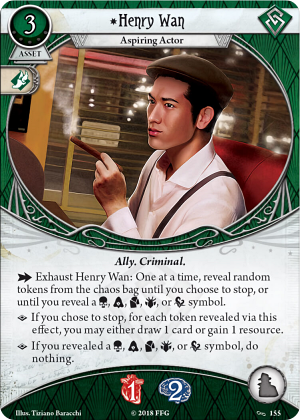 3
*Henry Wan
Aspiring Actor
ASSET
Ally. Criminal.
Exhaust Henry Wan: One at a time, reveal random
tokens from the chaos bag until you choose to stop, or
until you reveal a , , , , or symbol.
If you chose to stop, for each token revealed via this
effect, you may either draw 1 card or gain 1 resource.
If you revealed a , , , , or symbol, do
nothing.
1
2
Illus. Tiziano Baracchi
© 2018 FFG
155